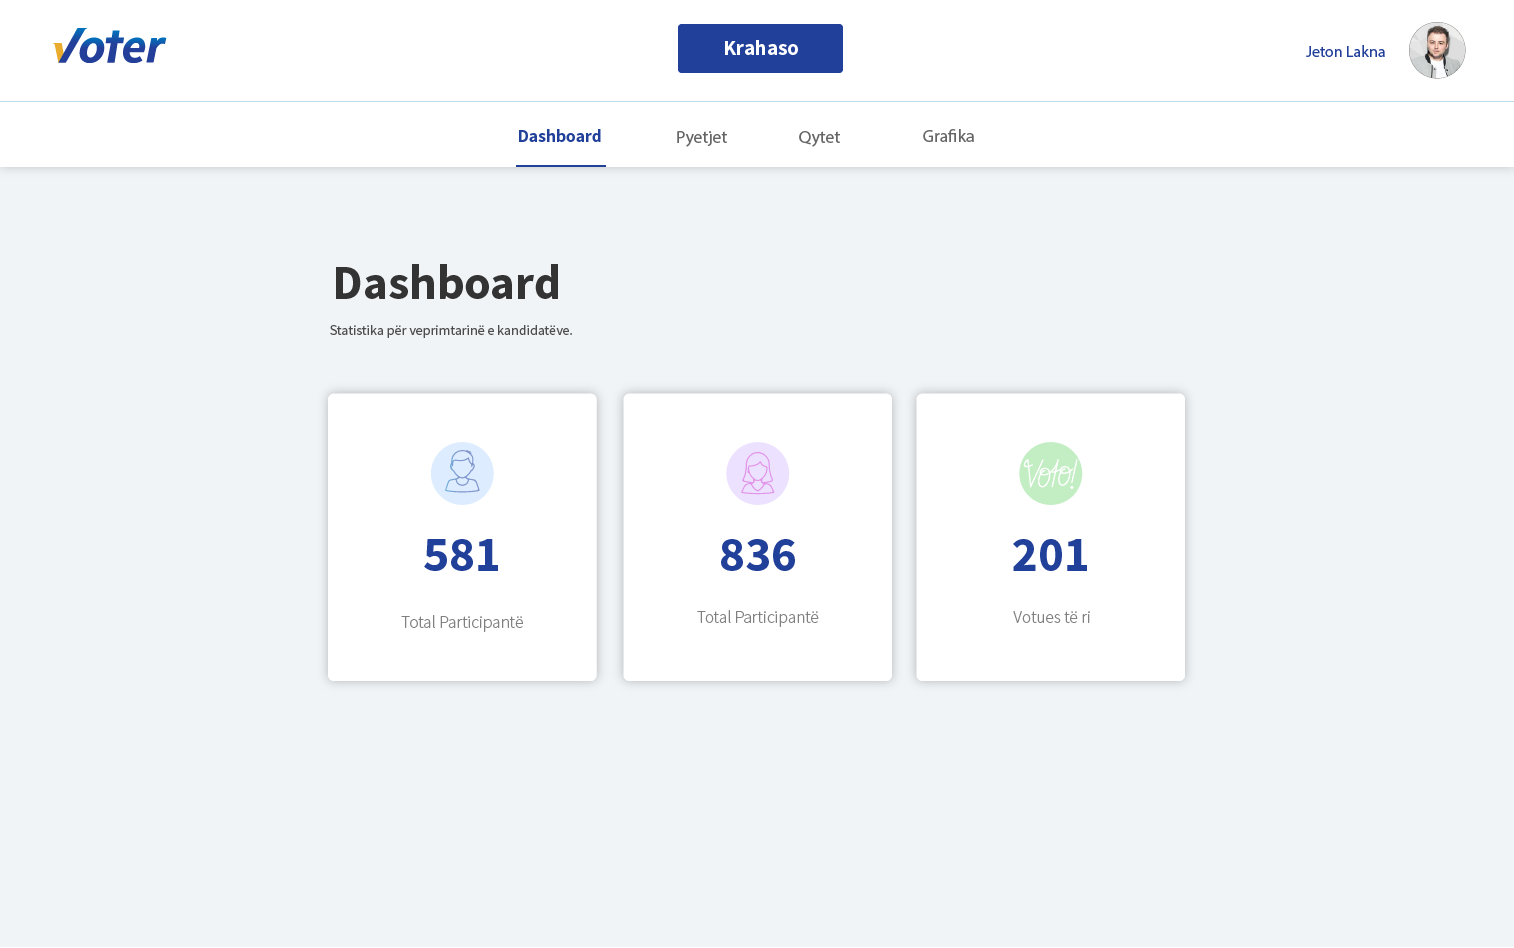 Voter
Krahaso
Jeton Lakna
Dashboard
Pyetjet
Qytet
Grafika
Dashboard
Statistika për veprimtarinë e kandidatëve.
Voto!
581
836
201
Total Participantë
Total Participantë
Votues të ri